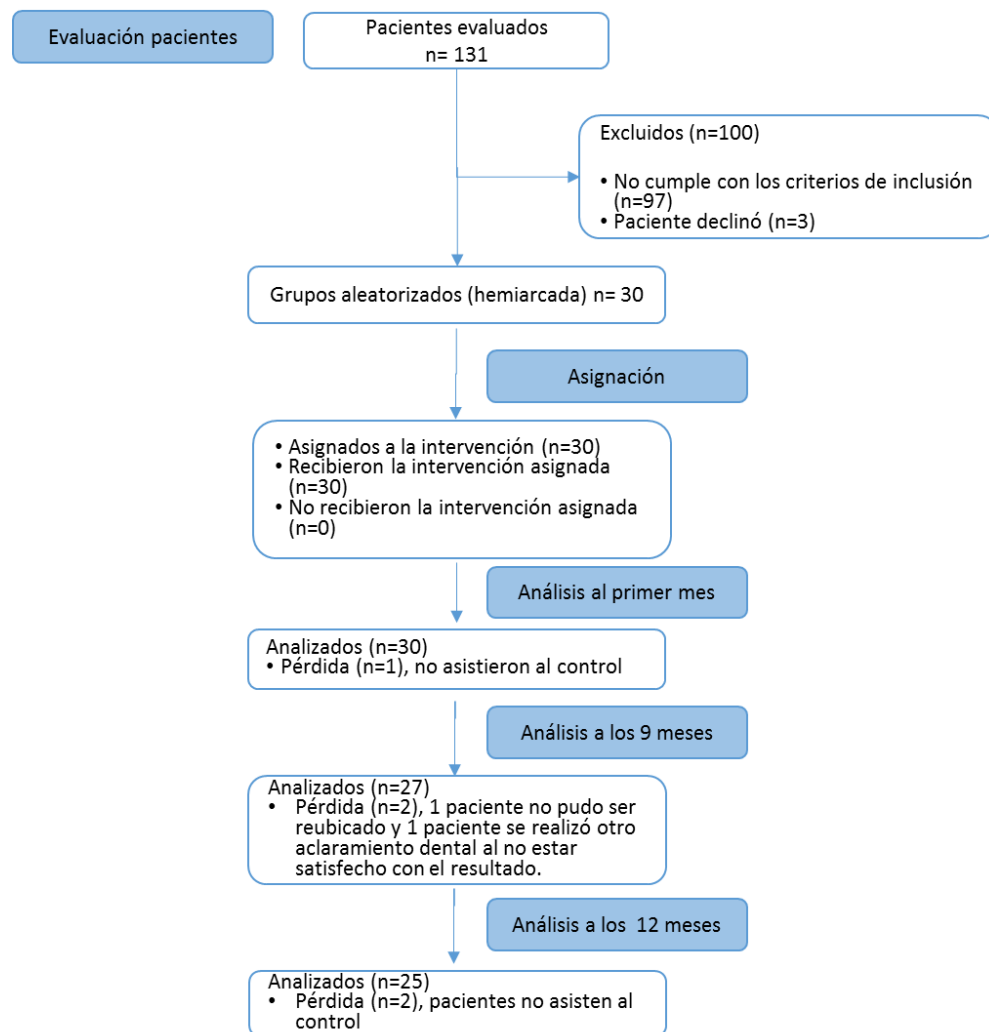 Evaluación pacientes
Pacientes evaluados
n= 131
Excluidos (n=100)
• No cumple con los criterios de inclusión
(n=97)
• Paciente declinó (n=3)
Grupos aleatorizados (hemiarcada) n= 30
Asignación
• Asignados a la intervención (n=30)
• Recibieron la intervención asignada
(n=30)
• No recibieron la intervención asignada
(n=0)
Análisis al primer mes
Analizados (n=30)
• Pérdida (n=1), no asistieron al control
Análisis a los 9 meses
Analizados (n=27)
• Pérdida (n=2), 1 paciente no pudo ser
reubicado y 1 paciente se realizó otro
aclaramiento dental al no estar
satisfecho con el resultado.
Análisis a los 12 meses
Analizados (n=25)
• Pérdida (n=2), pacientes no asisten al
control